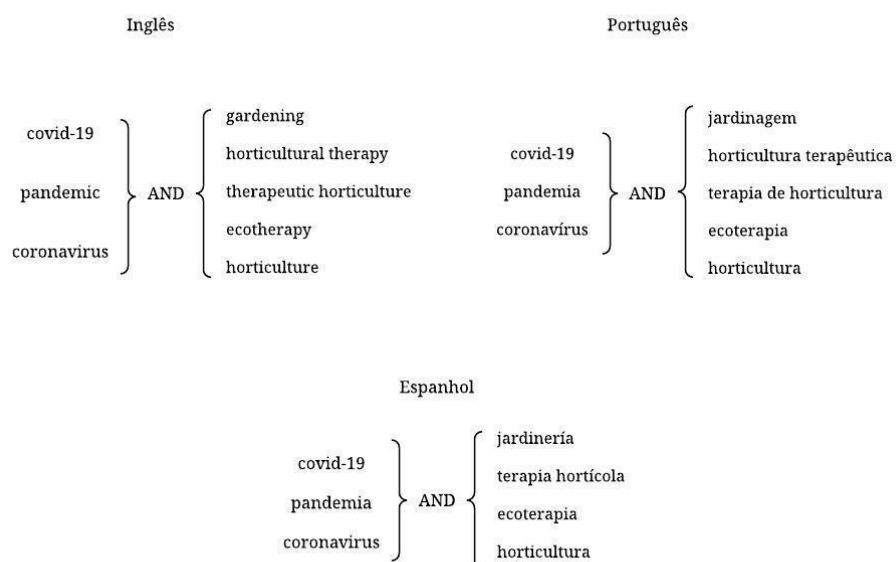 Inglês
covid-19
pandemic
coronavirus
AND
gardening
horticultural therapy
therapeutic horticulture
ecotherapy
horticulture
Português
covid-19
pandemia
coronavírus
AND
jardinagem
horticultura terapêutica
terapia de horticultura
ecoterapia
horticultura
Espanhol
covid-19
pandemia
coronavirus
AND
jardinería
terapia hortícola
ecoterapia
horticultura